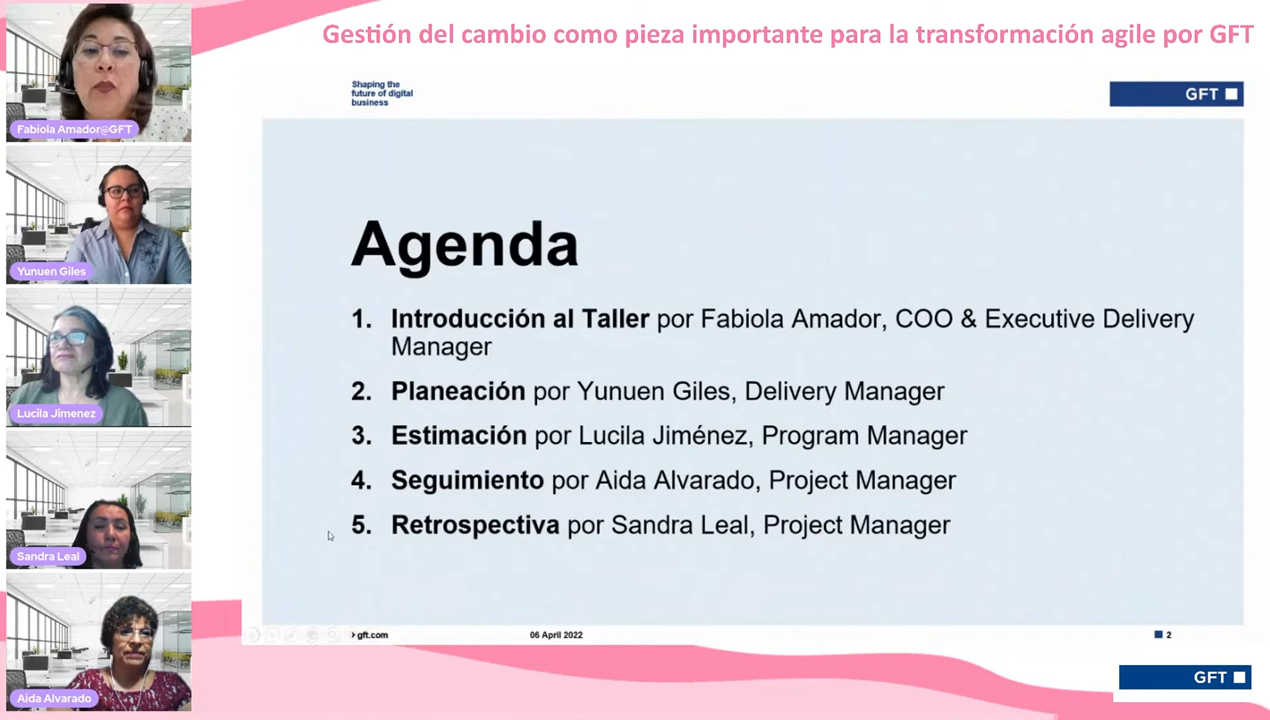 Gestión del cambio como pieza importante para la transformación agile por GFT
Fabiola Amador@GFT
Yunuen Giles
Lucila Jimenez
Sandra Leal
Aida Alvarado
Shaping the
future of digital
business
GFT
Agenda
1. Introducción al Taller por Fabiola Amador, COO & Executive Delivery
Manager
2. Planeación por Yunuen Giles, Delivery Manager
3. Estimación por Lucila Jiménez, Program Manager
4. Seguimiento por Aida Alvarado, Project Manager
5. Retrospectiva por Sandra Leal, Project Manager
› gft.com
06 April 2022
2
GFT